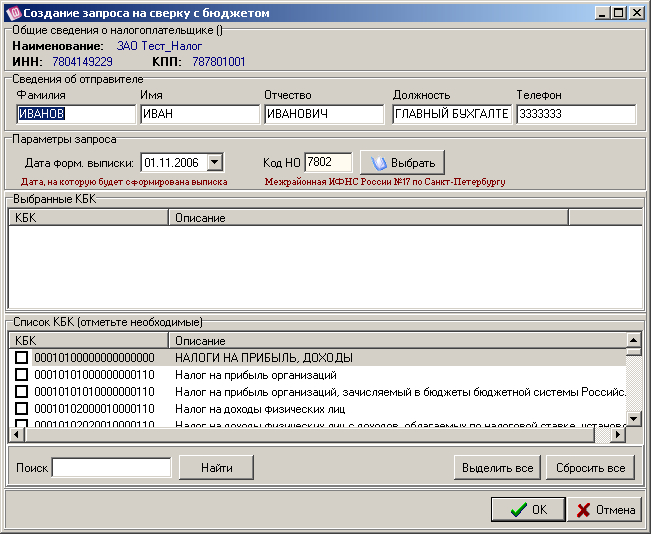 Создание запроса на сверку с бюджетом
Общие сведения о налогоплательщике ()
Наименование: ЗАО Тест_Налог
ИНН: 7804149229 КПП: 787801001
Сведения об отправителе
Фамилия Имя Отчество Должность Телефон
ИВАНОВ ИВАН ИВАНОВИЧ ГЛАВНЫЙ БУХГАЛТЕ 3333333
Параметры запроса
Дата форм. выписки: 01.11.2006 Код НО 7802 Выбрать
Дата, на которую будет сформирована выписка Межрайонная ИФНС России №17 по Санкт-Петербургу
Выбранные КБК
КБК Описание
Список КБК (отметьте необходимые)
КБК Описание
00010100000000000000 НАЛОГИ НА ПРИБЫЛЬ, ДОХОДЫ
00010101000000000110 Налог на прибыль организаций
00010101010000000110 Налог на прибыль организаций, зачисляемый в бюджеты бюджетной системы Российс.
00010102000010000110 Налог на доходы физических лиц
00010102020010000110 Налог на доходы физических лиц с доходов, облагаемых по налоговой ставке, установ
Поиск Найти Выделить все Сбросить все
OK Отмена